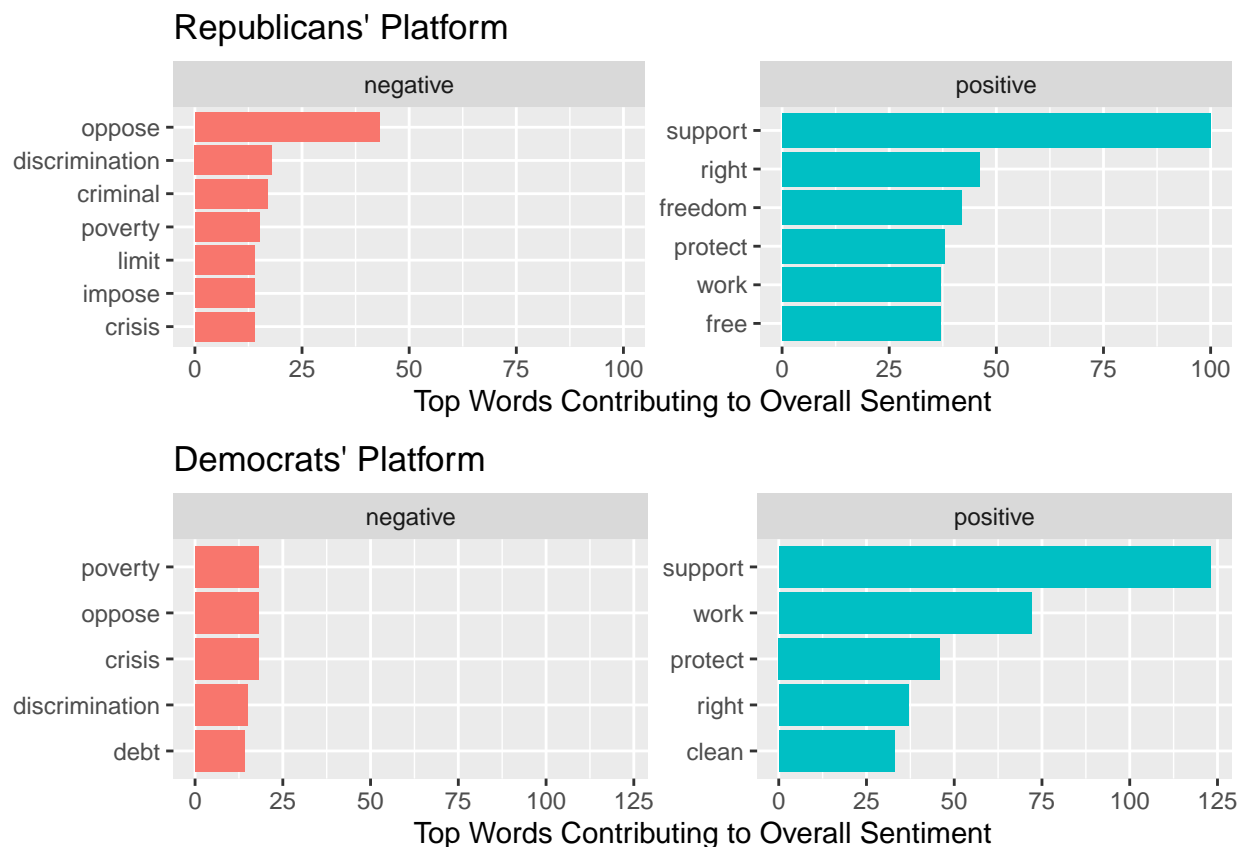 Republicans' Platform
negative
positive
oppose
discrimination
criminal
poverty
limit
impose
crisis
support
right
freedom
protect
work
free
0 25 50 75 100
0 25 50 75 100
Top Words Contributing to Overall Sentiment
Democrats' Platform
negative
positive
poverty
oppose
crisis
discrimination
debt
support
work
protect
right
clean
0 25 50 75 100 125
0 25 50 75 100 125
Top Words Contributing to Overall Sentiment